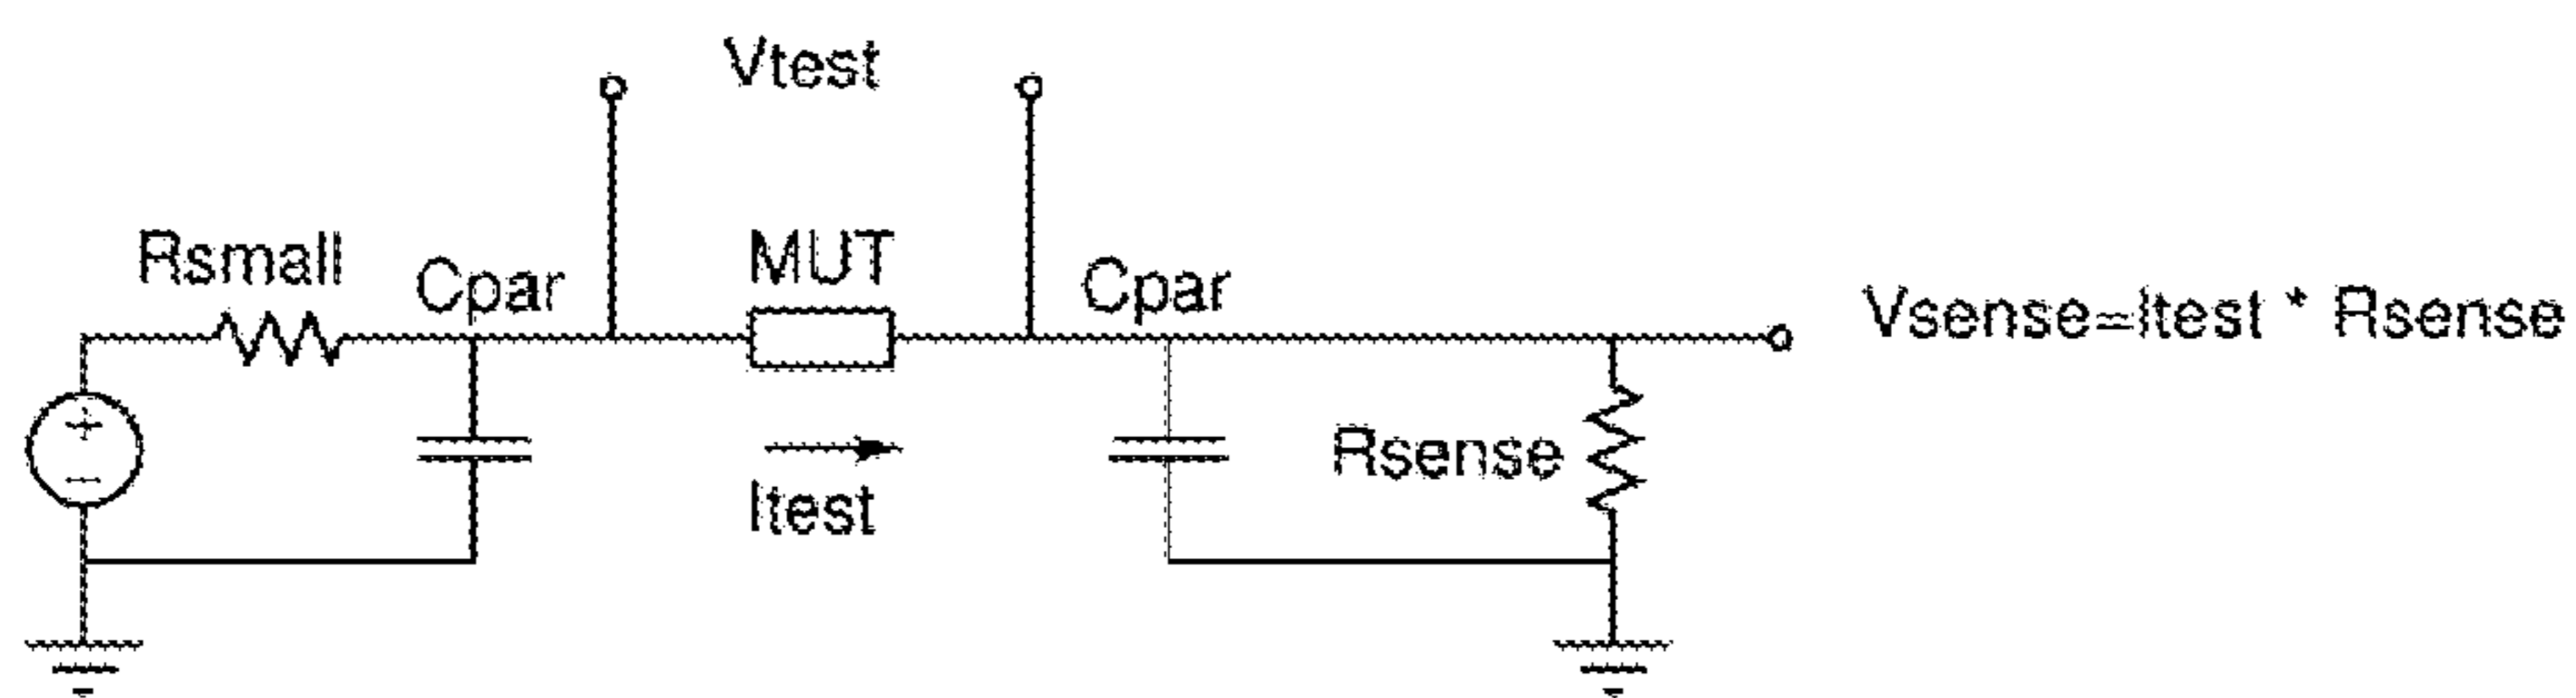 Vtest
Rsmall
Cpar
MUT
Cpar
Vsense=Itest * Rsense
+
−
Rsense
Itest